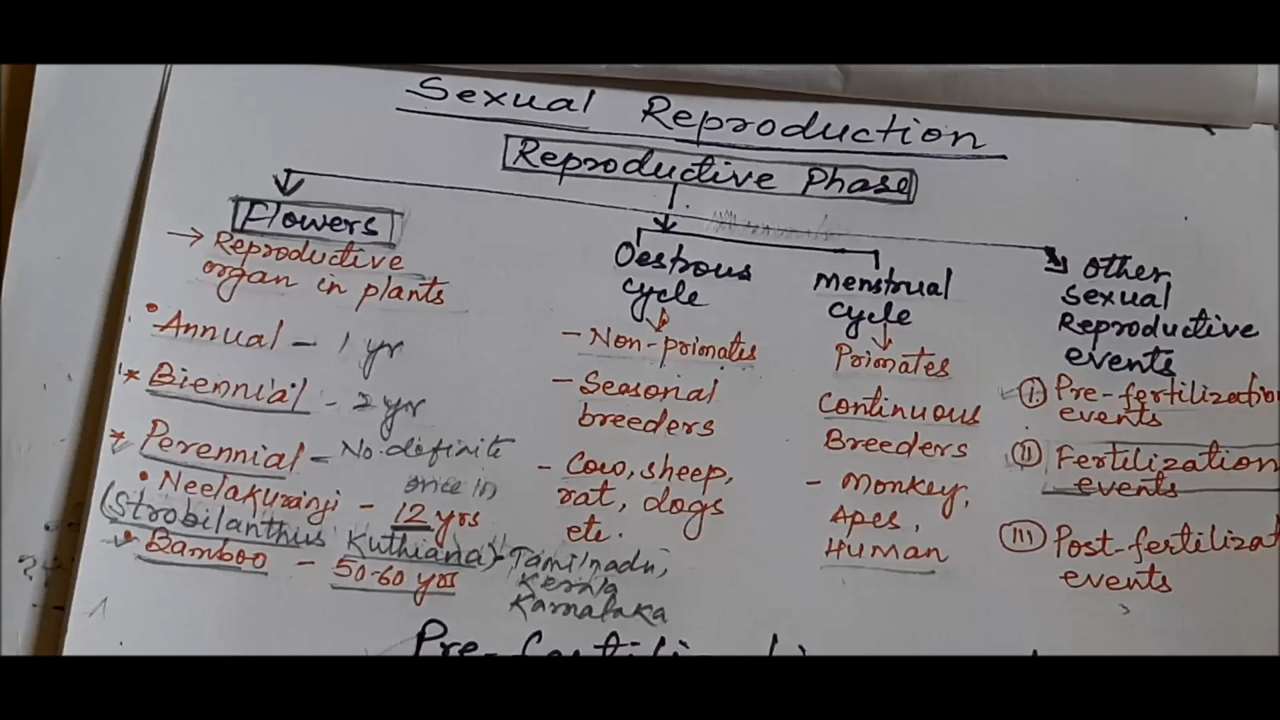 Sexual Reproduction
Reproductive Phase
Flowers
→ Reproductive
organ in plants
• Annual - 1 yr
* Biennial - 2 yr
* Perennial - No definite
• Neelakuranji - once in 12 yrs
(Strobilanthus Kuthiana) - Tamilnadu,
Kerala
Karnataka
• Bamboo - 50-60 yrs
Oestrous
cycle
- Non-primates
- Seasonal
breeders
- Cow, sheep,
rat, dogs
etc.
menstrual
cycle
Primates
Continuous
Breeders
- Monkey,
Apes,
Human
other
Sexual
Reproductive
events
(I) Pre-fertilizatio
events
(II) Fertilization
events
(III) Post-fertilizat
events